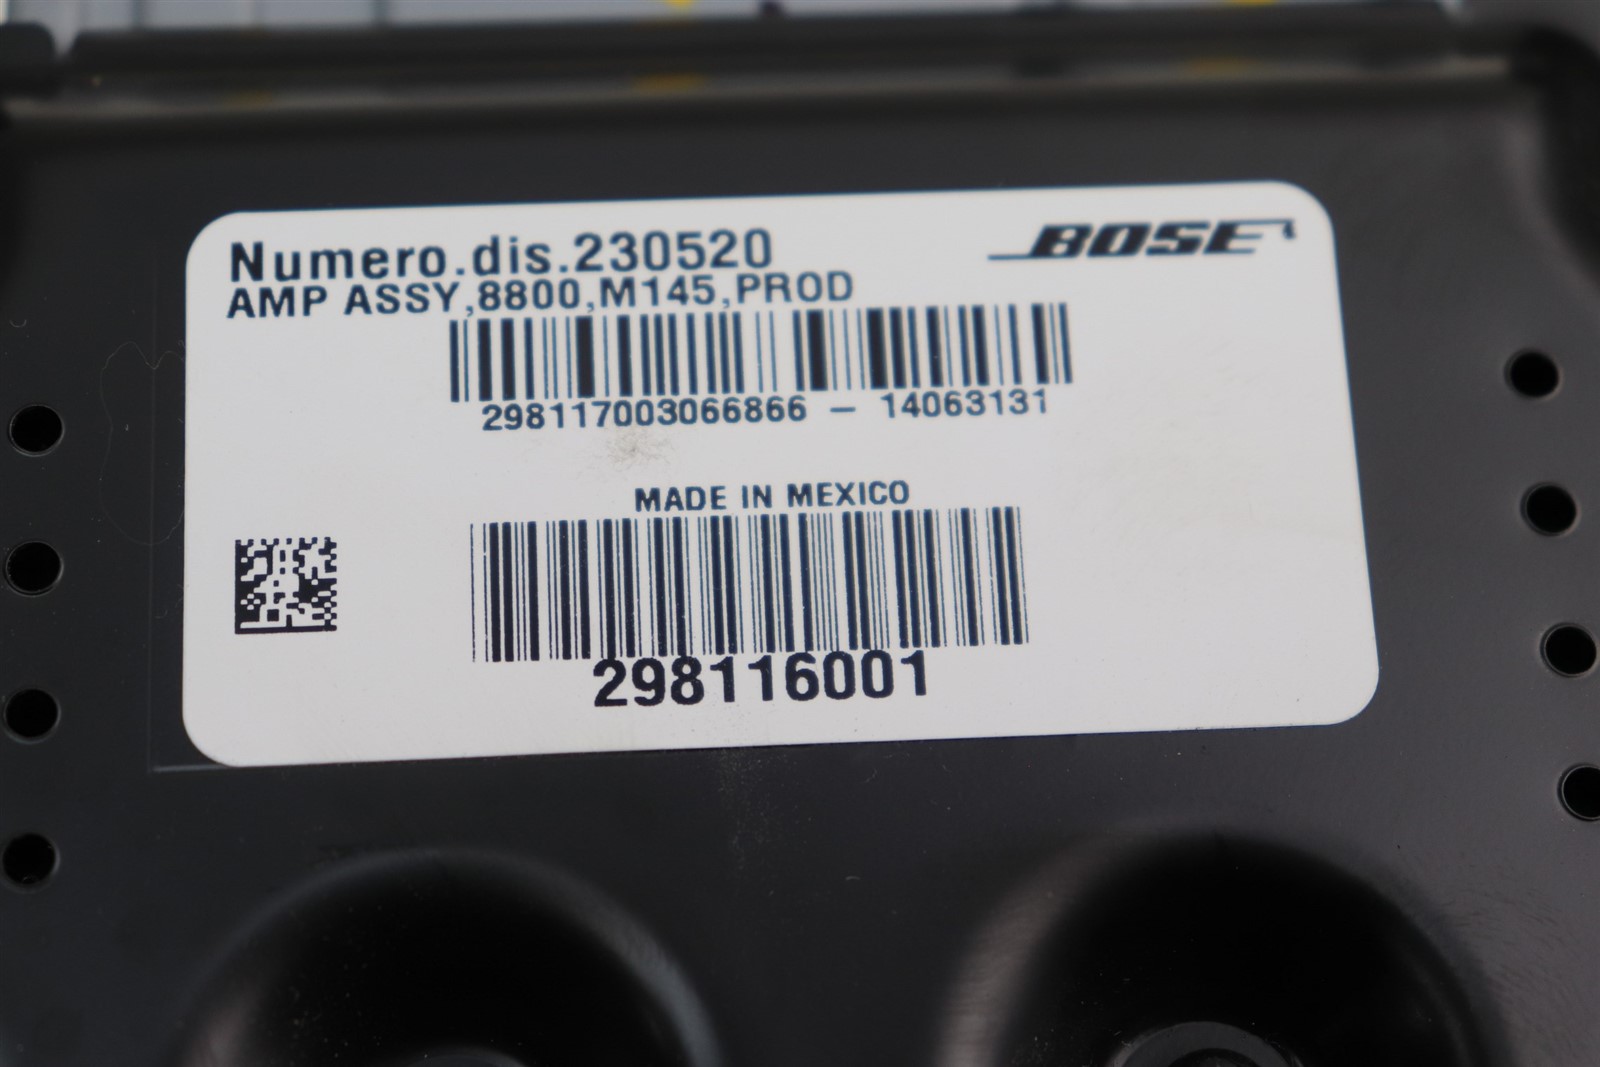 Numero.dis.230520
BOSE
AMP ASSY,8800,M145,PROD
298117003066866 – 14063131
MADE IN MEXICO
298116001